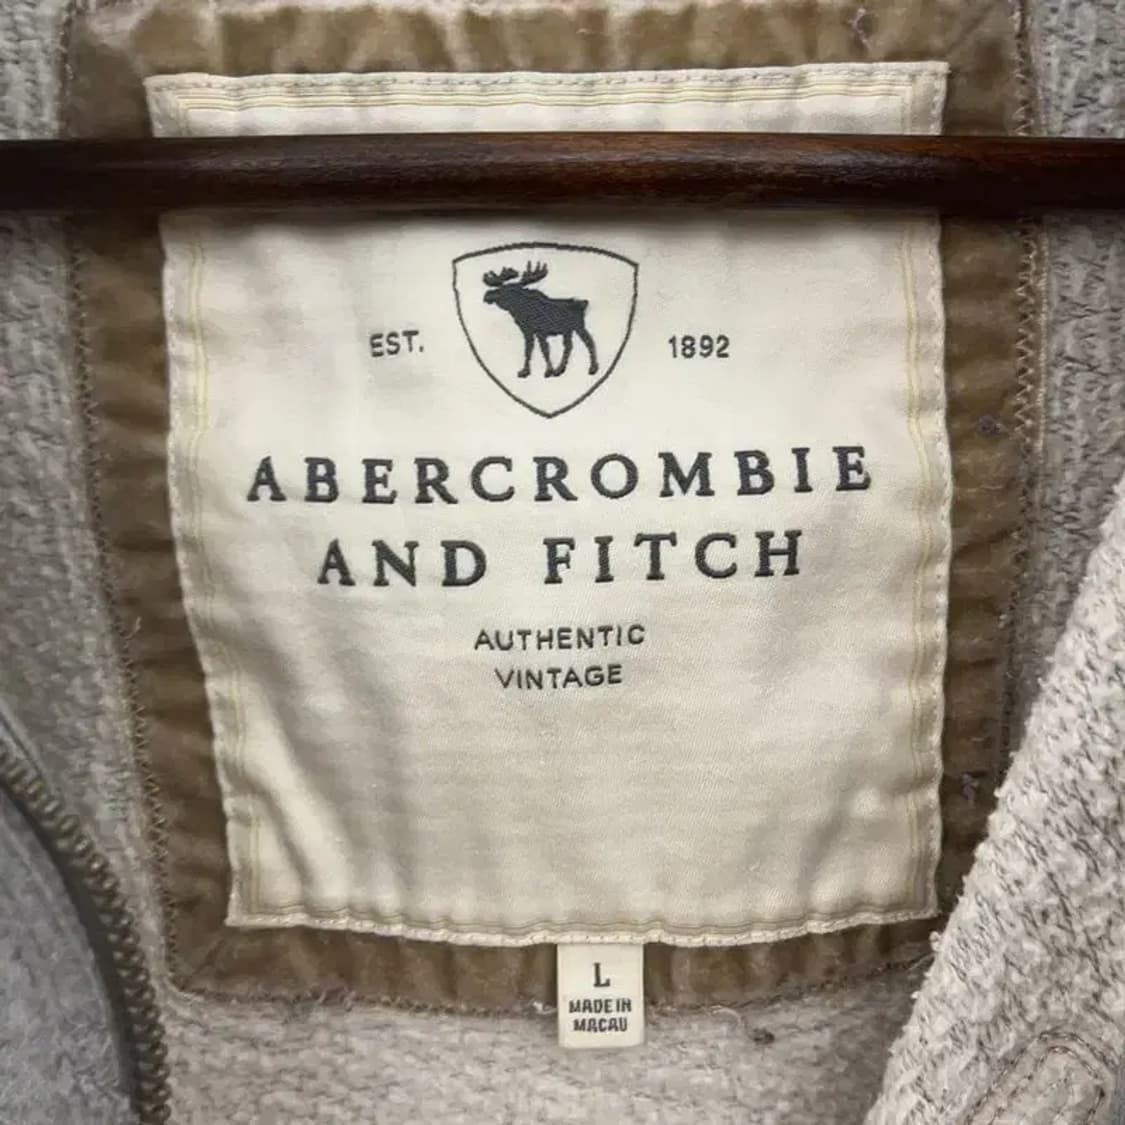 EST. 1892
ABERCROMBIE
AND FITCH
AUTHENTIC
VINTAGE
L
MADE IN
MACAU